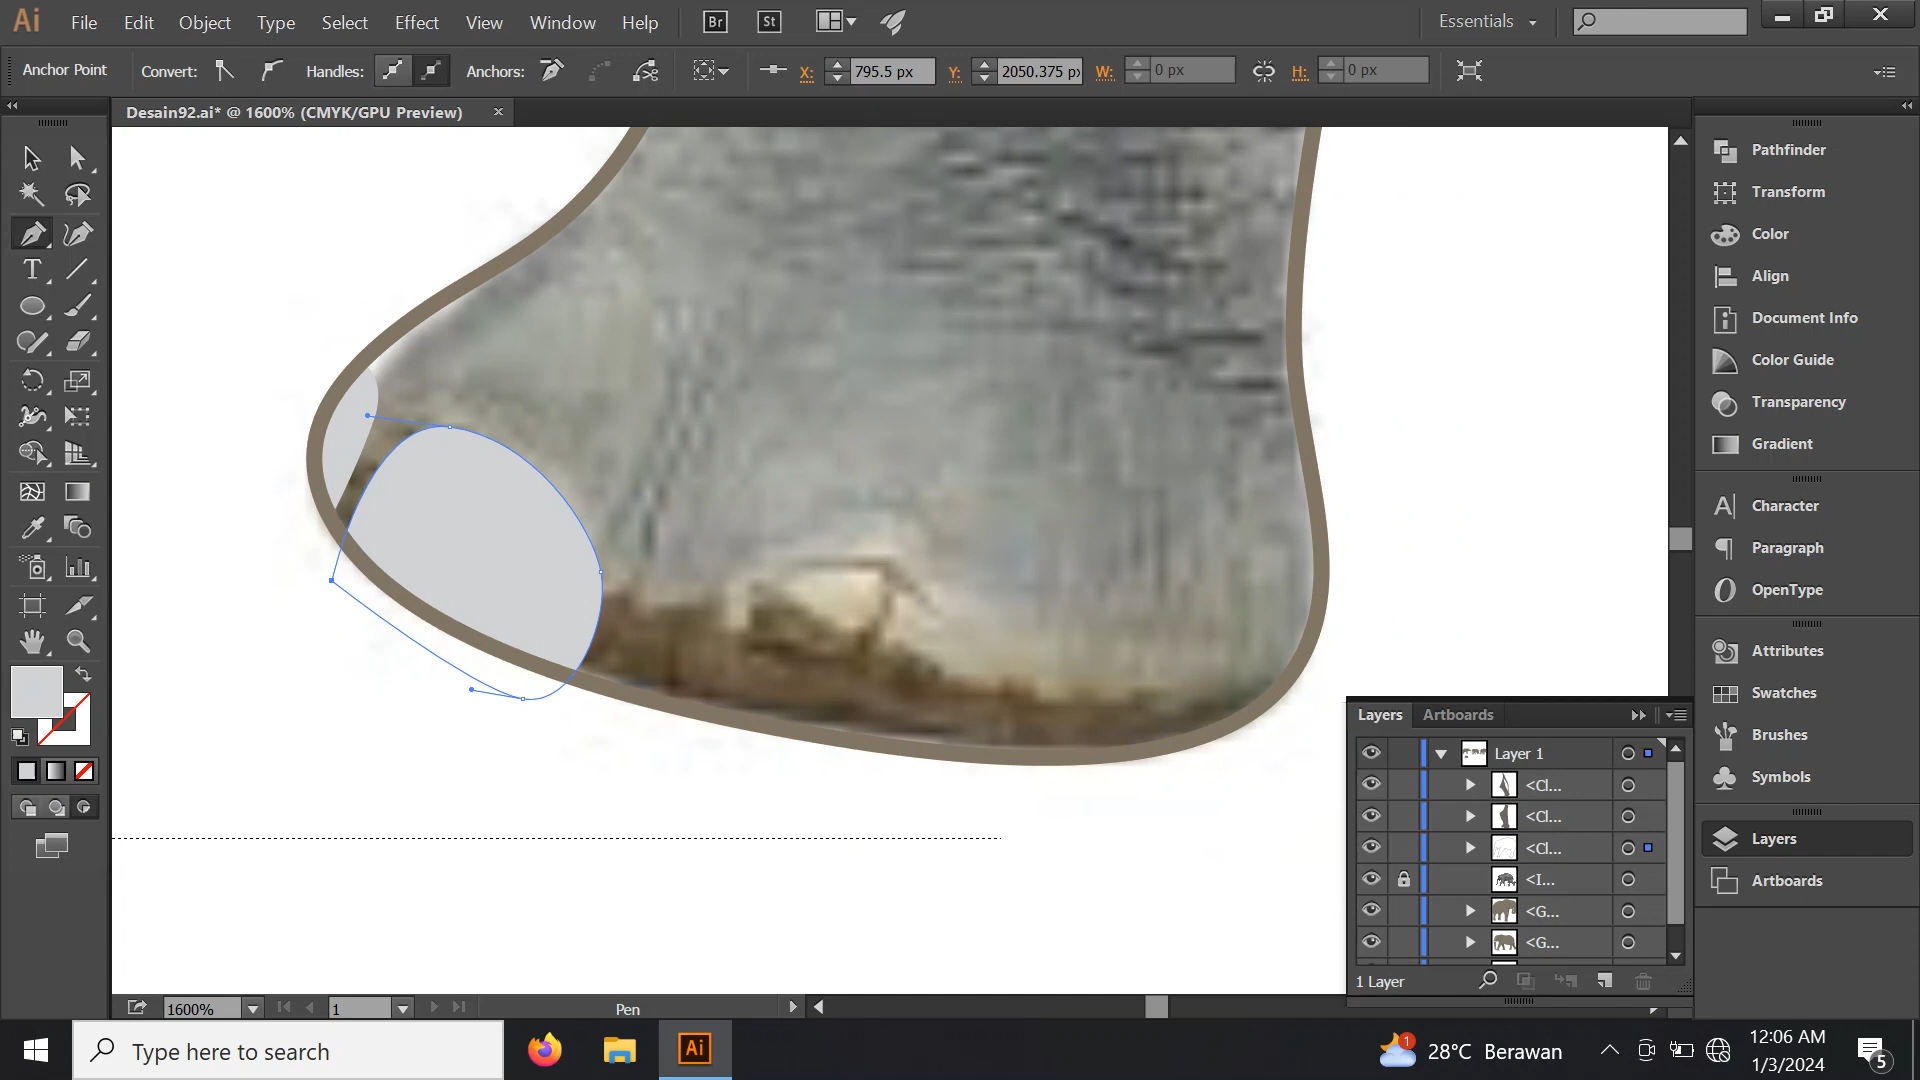 Ai File Edit Object Type Select Effect View Window Help Br St Essentials
Anchor Point Convert: Handles: Anchors: X: 795.5 px Y: 2050.375 px W: 0 px H: 0 px
Desain92.ai* @ 1600% (CMYK/GPU Preview)
Pathfinder
Transform
Color
Align
Document Info
Color Guide
Transparency
Gradient
Character
Paragraph
OpenType
Attributes
Swatches
Brushes
Symbols
Layers
Artboards
Layers Artboards
Layer 1
<Cl...
<Cl...
<Cl...
<I...
<G...
<G...
1 Layer
1600% 1 Pen
Type here to search Ai 1 28°C Berawan 12:06 AM
1/3/2024 5